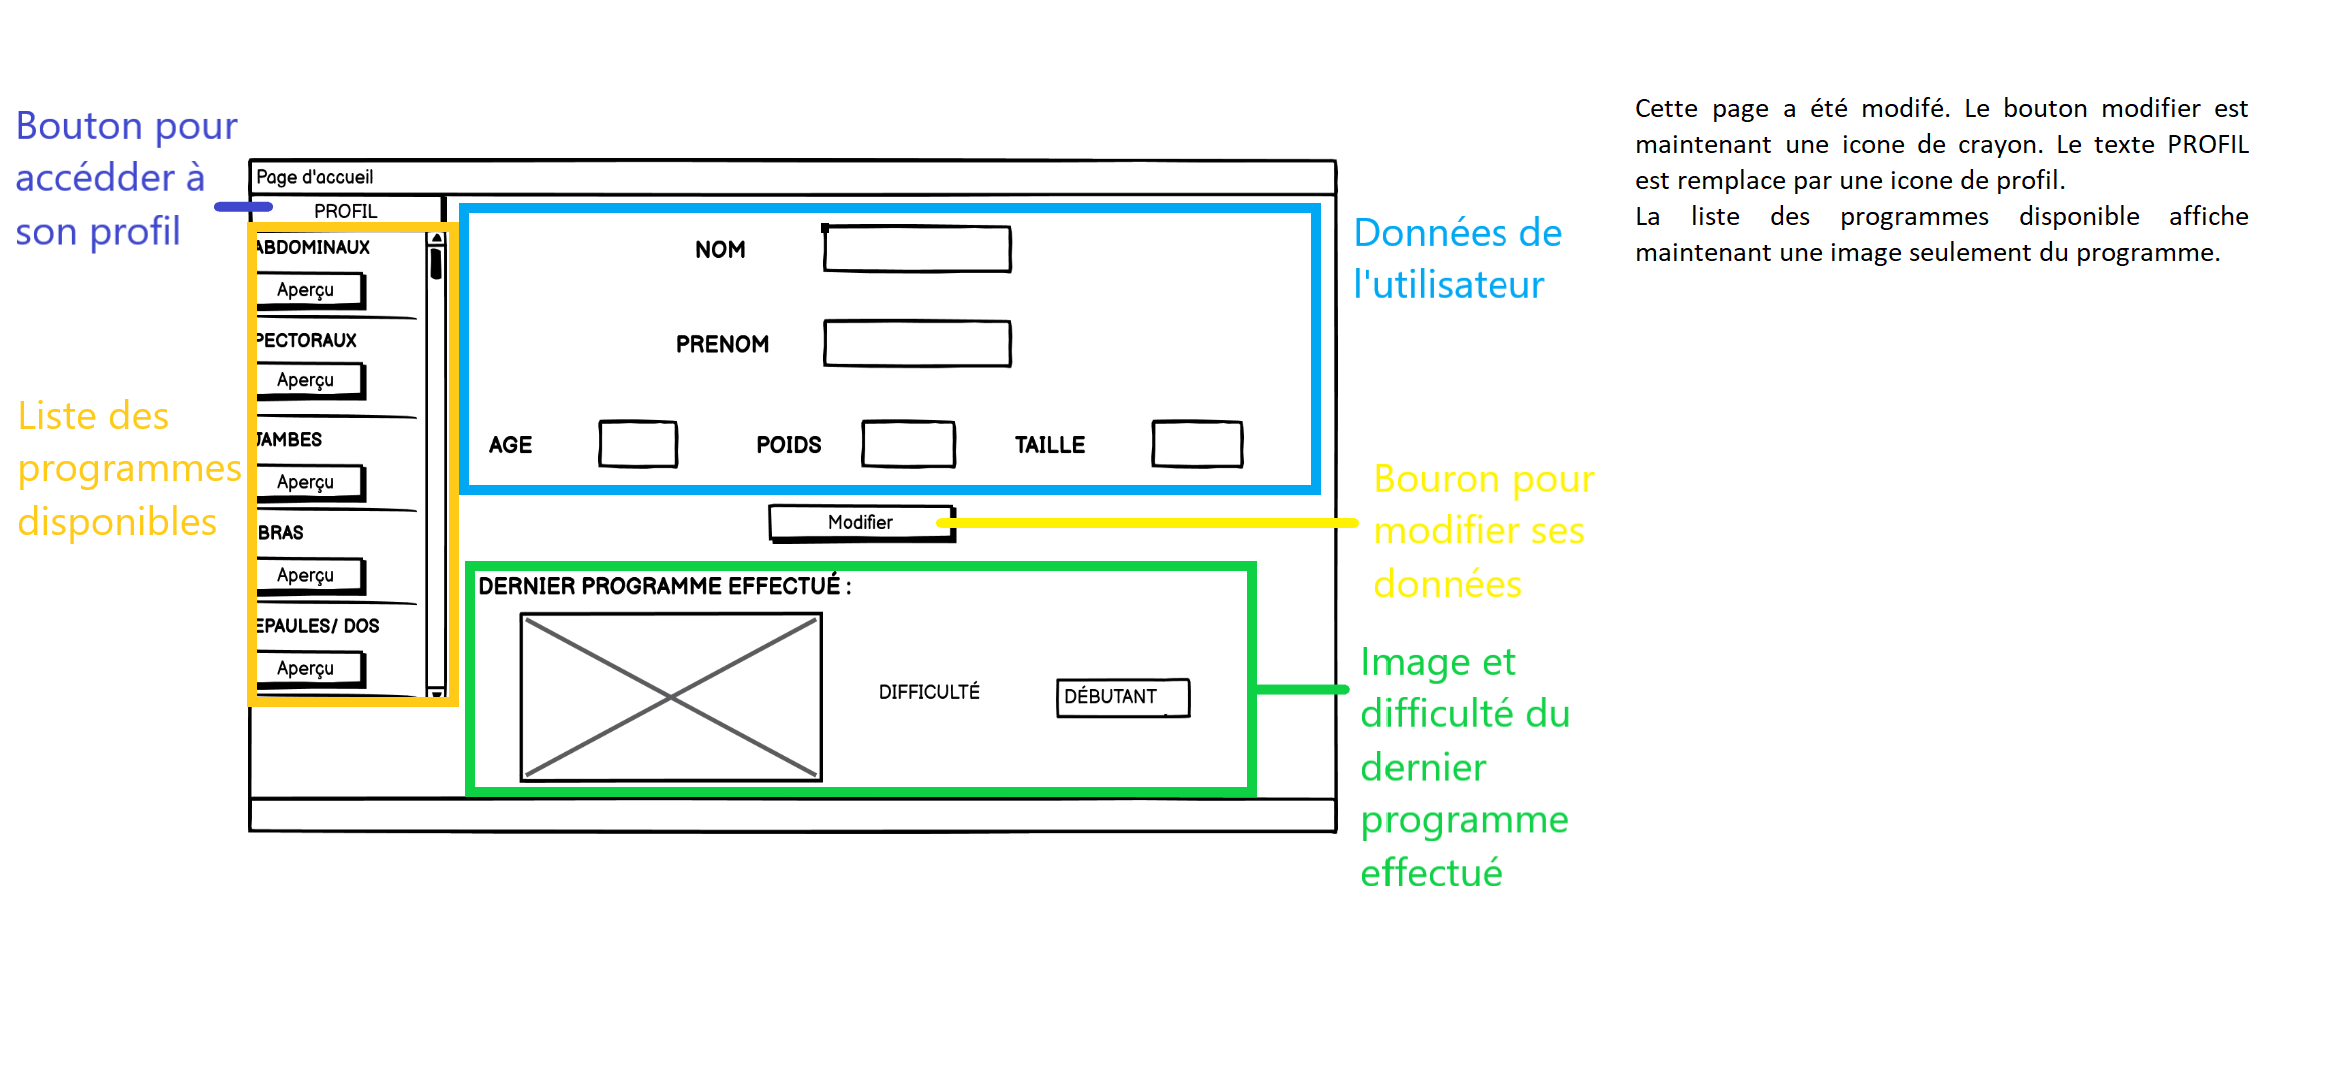 Bouton pour
accédder à
son profil
Liste des
programmes
disponibles
Page d'accueil
PROFIL
ABDOMINAUX
Aperçu
PECTORAUX
Aperçu
JAMBES
Aperçu
BRAS
Aperçu
EPAULES/ DOS
Aperçu
NOM
PRENOM
AGE POIDS TAILLE
Modifier
DERNIER PROGRAMME EFFECTUÉ :
DIFFICULTÉ DÉBUTANT
Données de
l'utilisateur
Bouron pour
modifier ses
données
Image et
difficulté du
dernier
programme
effectué
Cette page a été modifé. Le bouton modifier est
maintenant une icone de crayon. Le texte PROFIL
est remplace par une icone de profil.
La liste des programmes disponible affiche
maintenant une image seulement du programme.